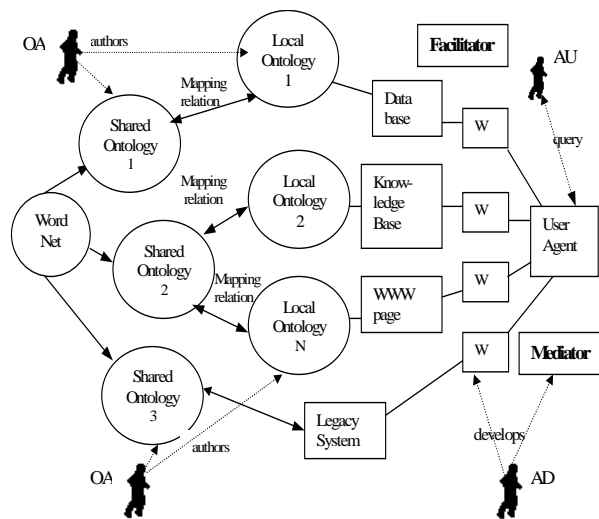 OA
authors
Local
Ontology
1
Facilitator
AU
Mapping
relation
Data
base
W
Shared
Ontology
1
query
Mapping
relation
Local
Ontology
2
Know-
ledge
Base
W
User
Agent
Word
Net
Shared
Ontology
2
Mapping
relation
Local
Ontology
N
WWW
page
W
W
Mediator
Shared
Ontology
3
Legacy
System
authors
develops
OA
AD